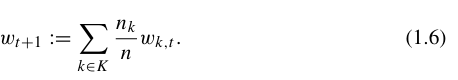 w_{t+1} := \sum_{k \in K} \frac{n_k}{n} w_{k,t}. (1.6)